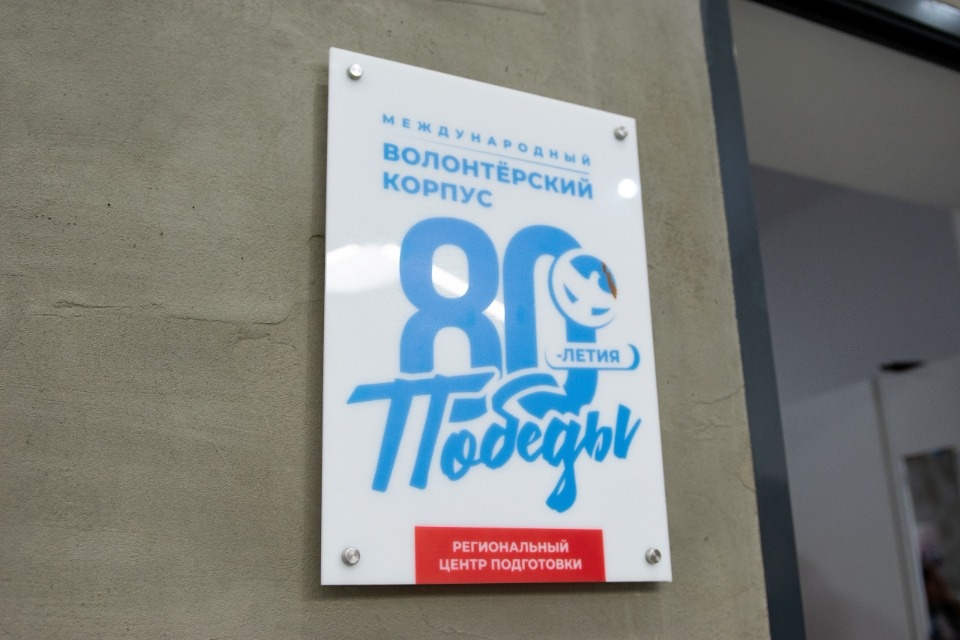 МЕЖДУНАРОДНЫЙ
ВОЛОНТЁРСКИЙ
КОРПУС
80
-ЛЕТИЯ
Победы
РЕГИОНАЛЬНЫЙ
ЦЕНТР ПОДГОТОВКИ